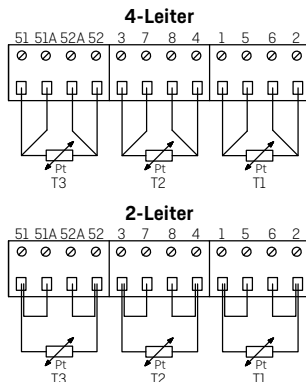 4-Leiter
51 51A 52A 52 3 7 8 4 1 5 6 2
Pt Pt Pt
T3 T2 T1
2-Leiter
51 51A 52A 52 3 7 8 4 1 5 6 2
Pt Pt Pt
T3 T2 T1